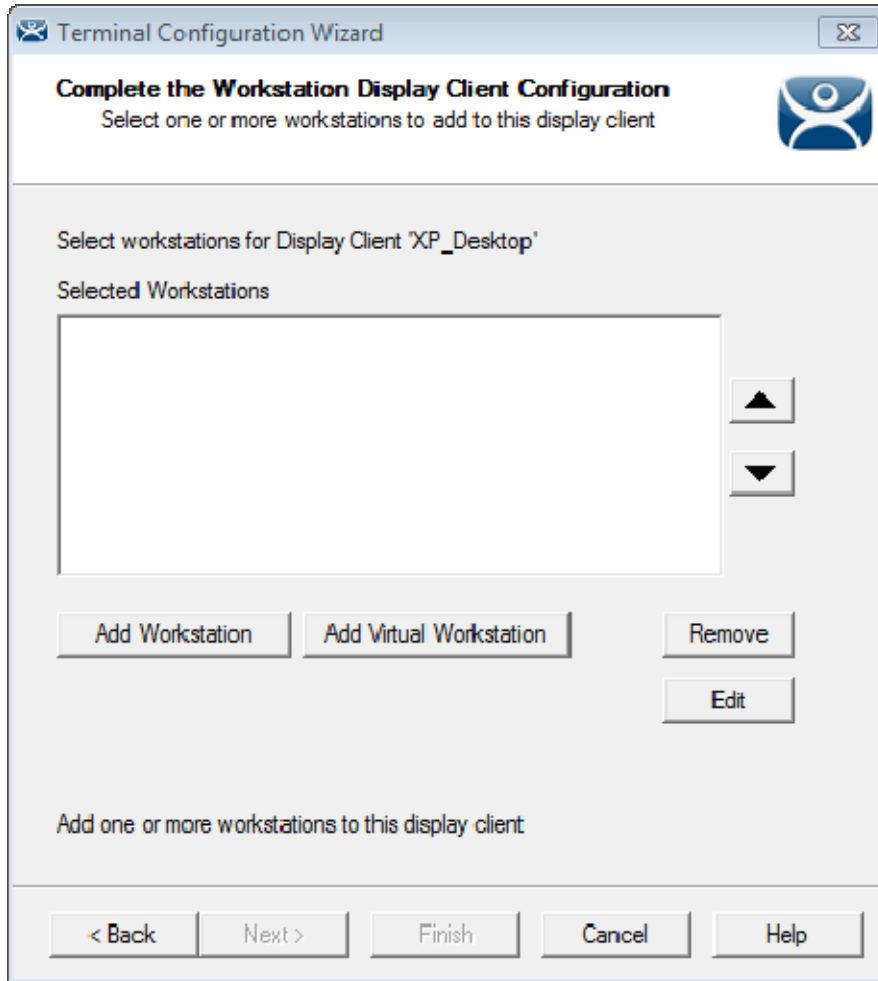 Terminal Configuration Wizard
Complete the Workstation Display Client Configuration
Select one or more workstations to add to this display client
Select workstations for Display Client 'XP_Desktop'
Selected Workstations
Add Workstation
Add Virtual Workstation
Remove
Edit
Add one or more workstations to this display client
< Back
Next >
Finish
Cancel
Help